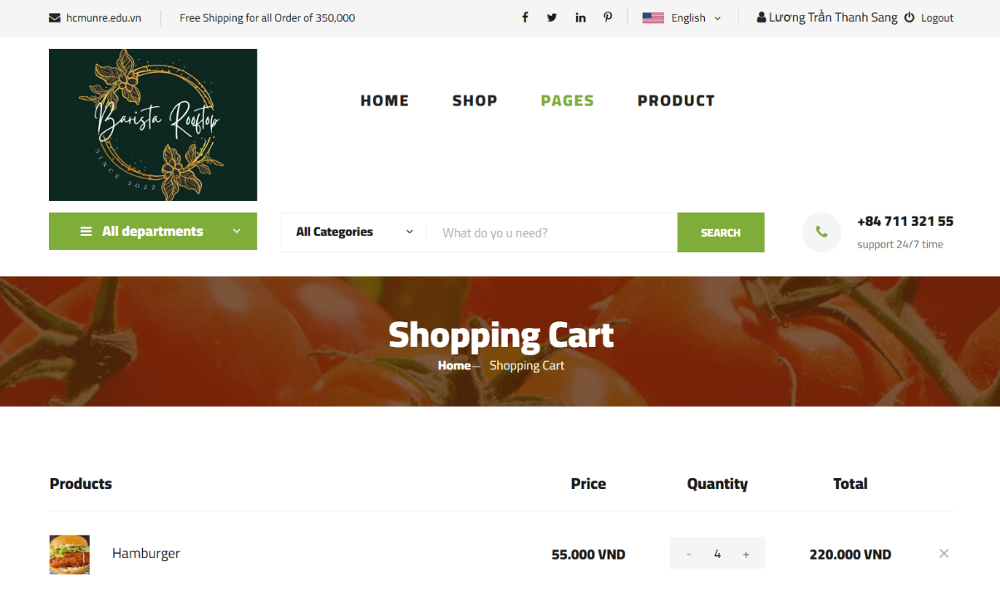 hcmunre.edu.vn
Free Shipping for all Order of 350,000
English
Lương Trần Thanh Sang
Logout
Barista Rooftop
SINCE 2022
HOME
SHOP
PAGES
PRODUCT
All departments
All Categories
What do yo u need?
SEARCH
+84 711 321 55
support 24/7 time
Shopping Cart
Home
Shopping Cart
Products
Price
Quantity
Total
Hamburger
55.000 VND
- 4 +
220.000 VND